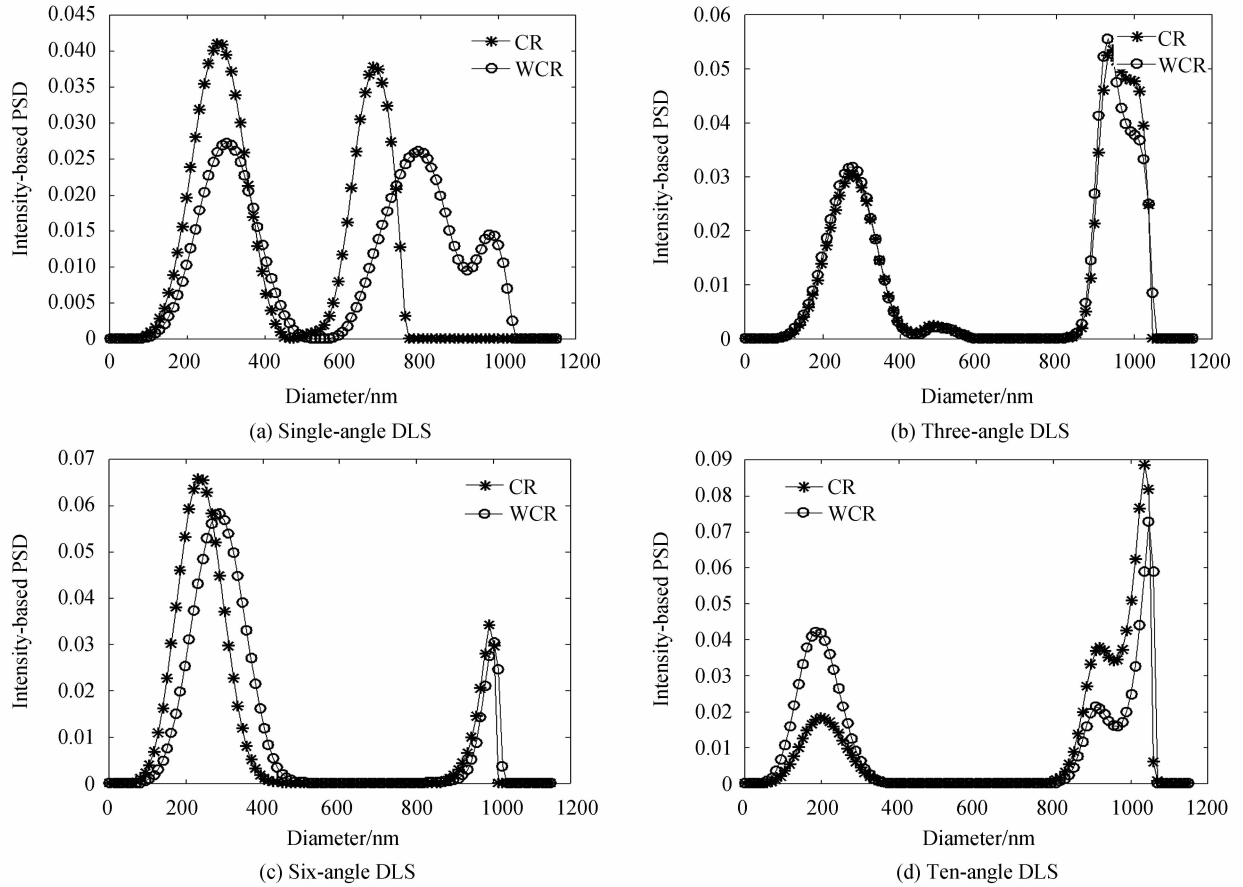 0.045
0.040
0.035
0.030
0.025
0.020
0.015
0.010
0.005
0
Intensity-based PSD
CR
WCR
0 200 400 600 800 1000 1200
Diameter/nm
(a) Single-angle DLS
0.06
0.05
0.04
0.03
0.02
0.01
0
Intensity-based PSD
CR
WCR
0 200 400 600 800 1000 1200
Diameter/nm
(b) Three-angle DLS
0.07
0.06
0.05
0.04
0.03
0.02
0.01
0
Intensity-based PSD
CR
WCR
0 200 400 600 800 1000 1200
Diameter/nm
(c) Six-angle DLS
0.09
0.08
0.07
0.06
0.05
0.04
0.03
0.02
0.01
0
Intensity-based PSD
CR
WCR
0 200 400 600 800 1000 1200
Diameter/nm
(d) Ten-angle DLS